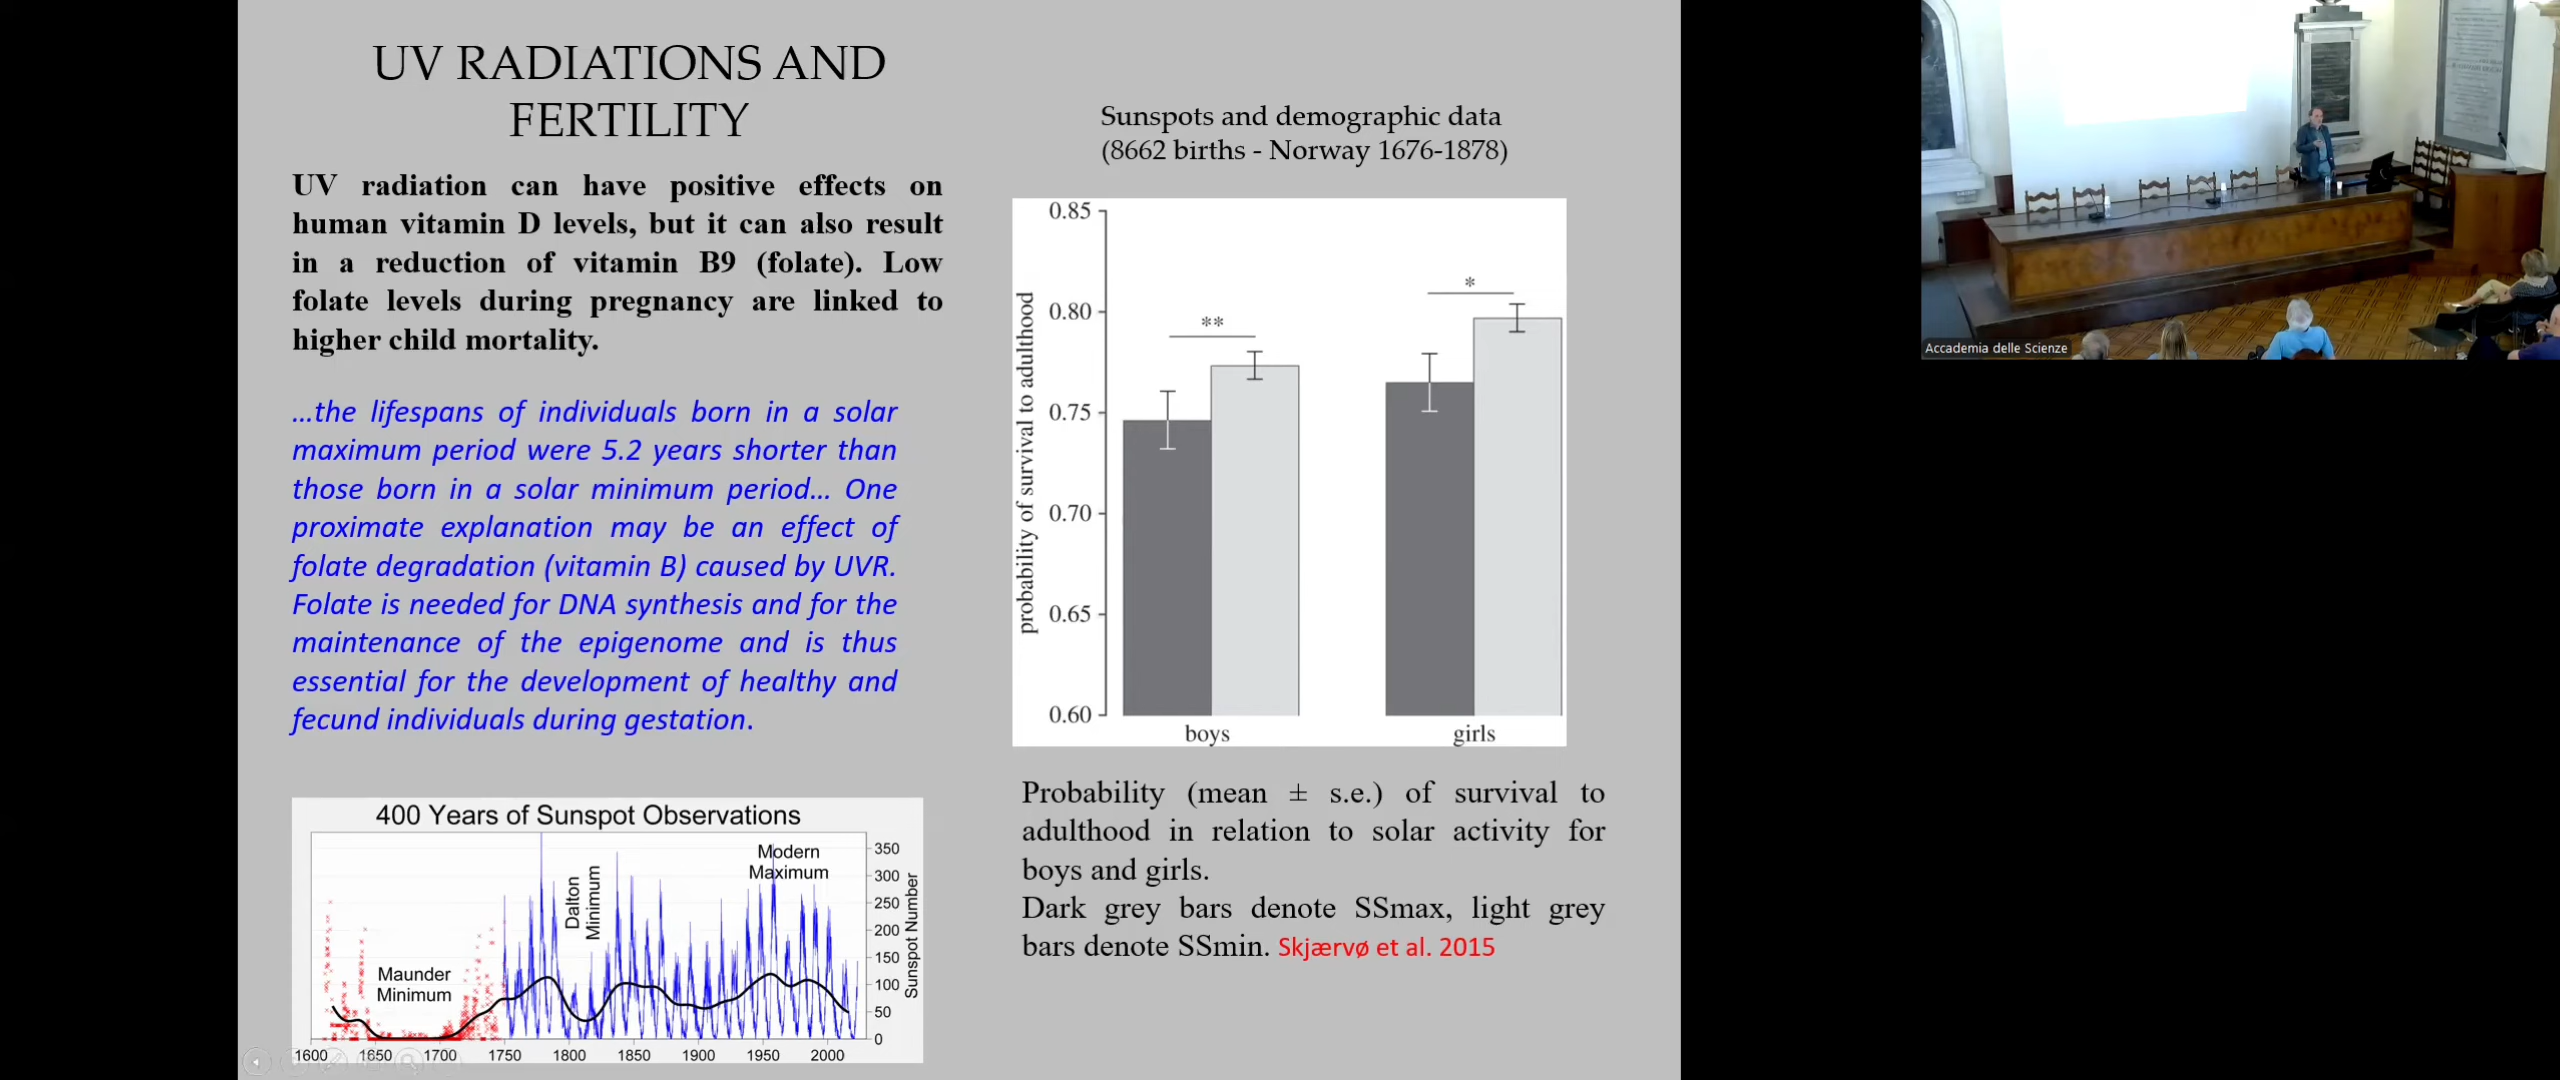 UV RADIATIONS AND
FERTILITY
UV radiation can have positive effects on
human vitamin D levels, but it can also result
in a reduction of vitamin B9 (folate). Low
folate levels during pregnancy are linked to
higher child mortality.
...the lifespans of individuals born in a solar
maximum period were 5.2 years shorter than
those born in a solar minimum period... One
proximate explanation may be an effect of
folate degradation (vitamin B) caused by UVR.
Folate is needed for DNA synthesis and for the
maintenance of the epigenome and is thus
essential for the development of healthy and
fecund individuals during gestation.
400 Years of Sunspot Observations
Modern
Maximum
Dalton
Minimum
Maunder
Minimum
350
300
250
200
150
100
50
0
Sunspot Number
1600 1650 1700 1750 1800 1850 1900 1950 2000
Sunspots and demographic data
(8662 births - Norway 1676-1878)
probability of survival to adulthood
0.85
0.80
0.75
0.70
0.65
0.60
**
*
boys girls
Probability (mean ± s.e.) of survival to
adulthood in relation to solar activity for
boys and girls.
Dark grey bars denote SSmax, light grey
bars denote SSmin. Skjærvø et al. 2015
Accademia delle Scienze